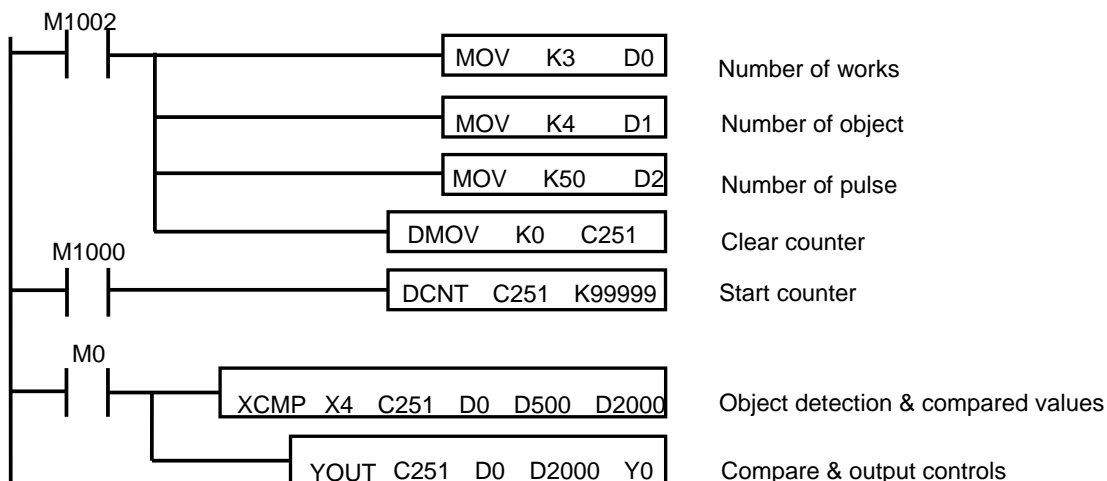 M1002
MOV K3 D0 Number of works
MOV K4 D1 Number of object
MOV K50 D2 Number of pulse
DMOV K0 C251 Clear counter
M1000
DCNT C251 K99999 Start counter
M0
XCMP X4 C251 D0 D500 D2000 Object detection & compared values
YOUT C251 D0 D2000 Y0 Compare & output controls